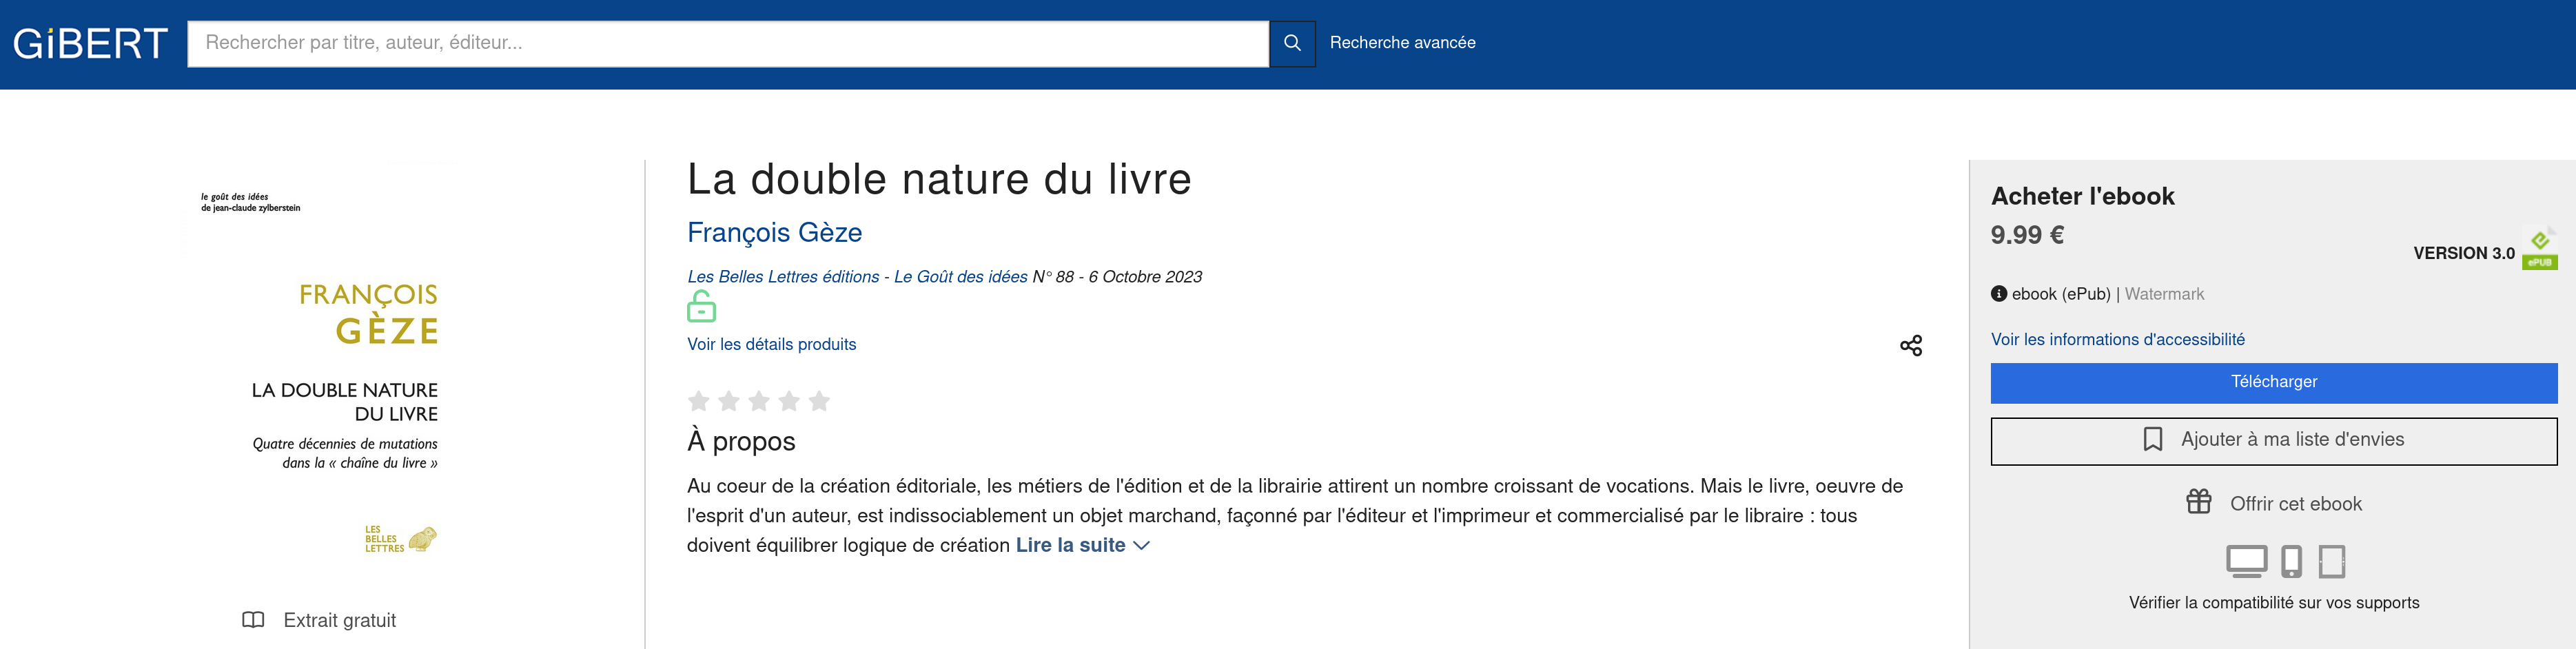 GiBERT
Rechercher par titre, auteur, éditeur...
Recherche avancée
le goût des idées
de jean-claude zylberstein
FRANÇOIS
GÈZE
LA DOUBLE NATURE
DU LIVRE
Quatre décennies de mutations
dans la « chaîne du livre »
LES
BELLES
LETTRES
Extrait gratuit
La double nature du livre
François Gèze
Les Belles Lettres éditions - Le Goût des idées N° 88 - 6 Octobre 2023
Voir les détails produits
À propos
Au coeur de la création éditoriale, les métiers de l'édition et de la librairie attirent un nombre croissant de vocations. Mais le livre, oeuvre de
l'esprit d'un auteur, est indissociablement un objet marchand, façonné par l'éditeur et l'imprimeur et commercialisé par le libraire : tous
doivent équilibrer logique de création Lire la suite
Acheter l'ebook
9.99 €
VERSION 3.0
ePUB
ebook (ePub) | Watermark
Voir les informations d'accessibilité
Télécharger
Ajouter à ma liste d'envies
Offrir cet ebook
Vérifier la compatibilité sur vos supports